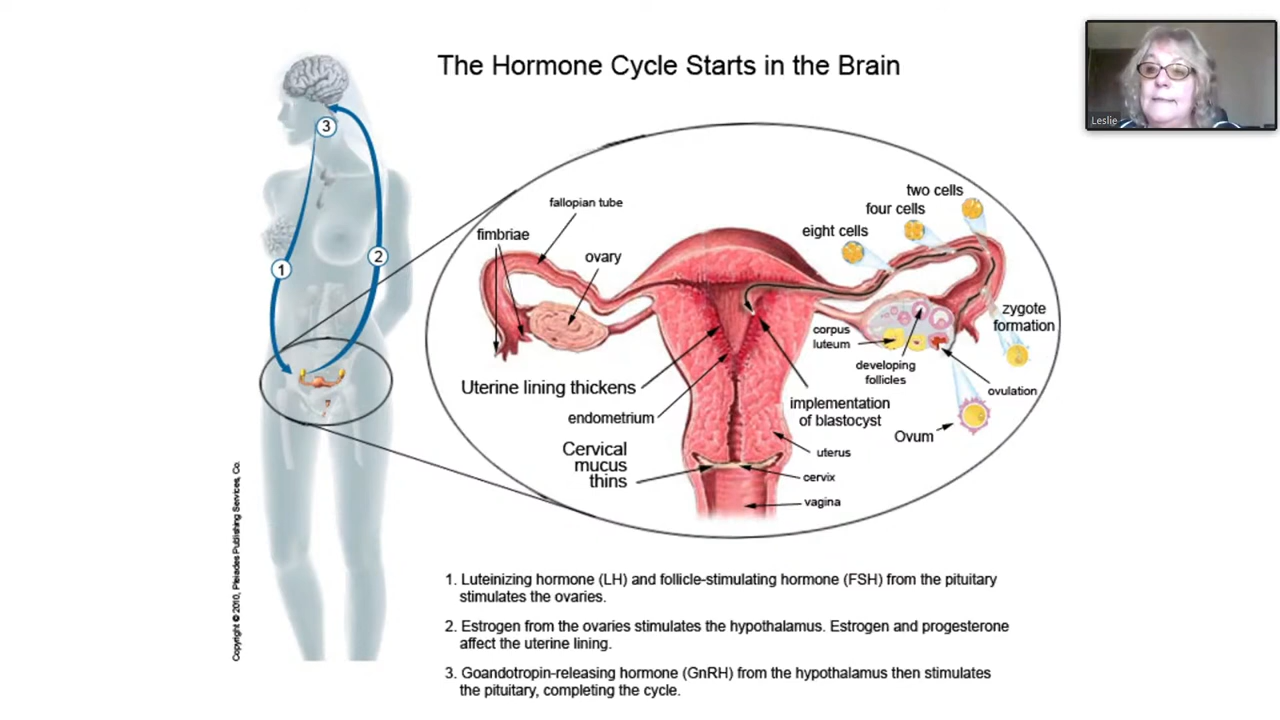 The Hormone Cycle Starts in the Brain
Leslie
3
2
1
two cells
four cells
eight cells
fallopian tube
fimbriae
ovary
zygote
formation
corpus
luteum
developing
follicles
ovulation
Uterine lining thickens
endometrium
implementation
of blastocyst
Ovum
Cervical
mucus
thins
uterus
cervix
vagina
Copyright © 2010, Pleiades Publishing Services, Co.
1. Luteinizing hormone (LH) and follicle-stimulating hormone (FSH) from the pituitary
stimulates the ovaries.
2. Estrogen from the ovaries stimulates the hypothalamus. Estrogen and progesterone
affect the uterine lining.
3. Goandotropin-releasing hormone (GnRH) from the hypothalamus then stimulates
the pituitary, completing the cycle.